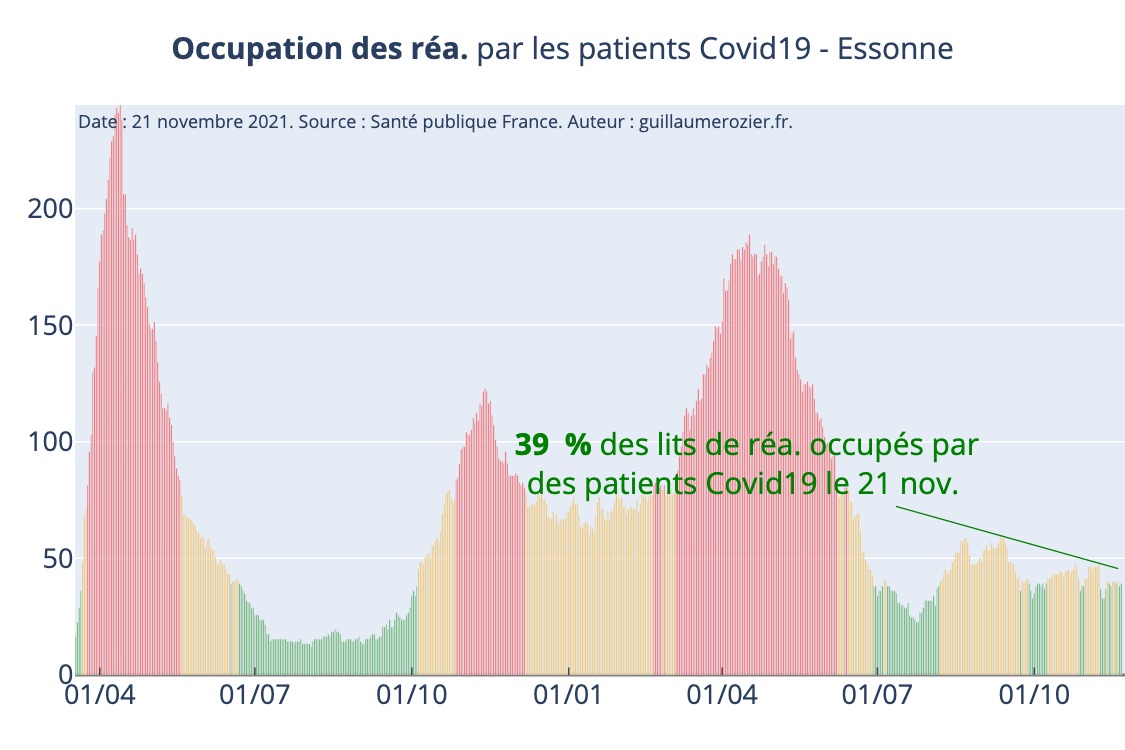 Occupation des réa. par les patients Covid19 - Essonne
Date : 21 novembre 2021. Source : Santé publique France. Auteur : guillaumerozier.fr.
200
150
100
39 % des lits de réa. occupés par
des patients Covid19 le 21 nov.
50
0
01/04 01/07 01/10 01/01 01/04 01/07 01/10